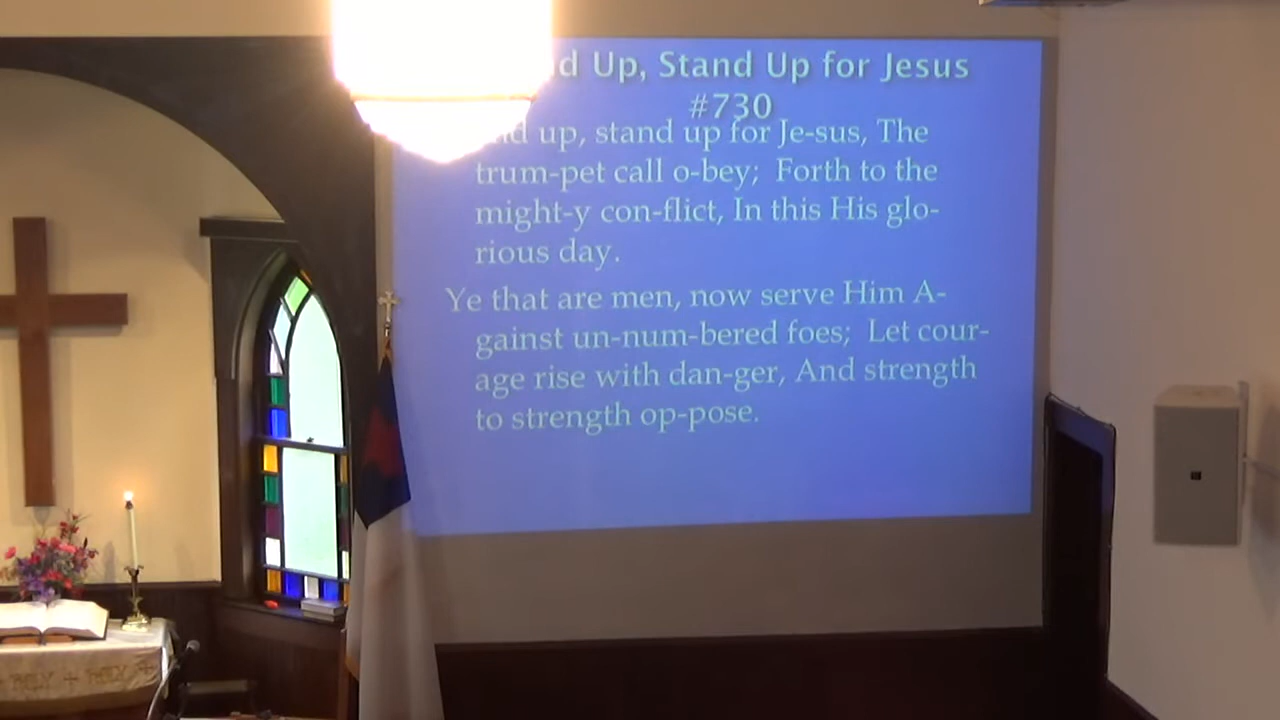 d Up, Stand Up for Jesus
#730
nd up, stand up for Je-sus, The
trum-pet call o-bey; Forth to the
might-y con-flict, In this His glo-
rious day.
Ye that are men, now serve Him A-
gainst un-num-bered foes; Let cour-
age rise with dan-ger, And strength
to strength op-pose.
HOLY